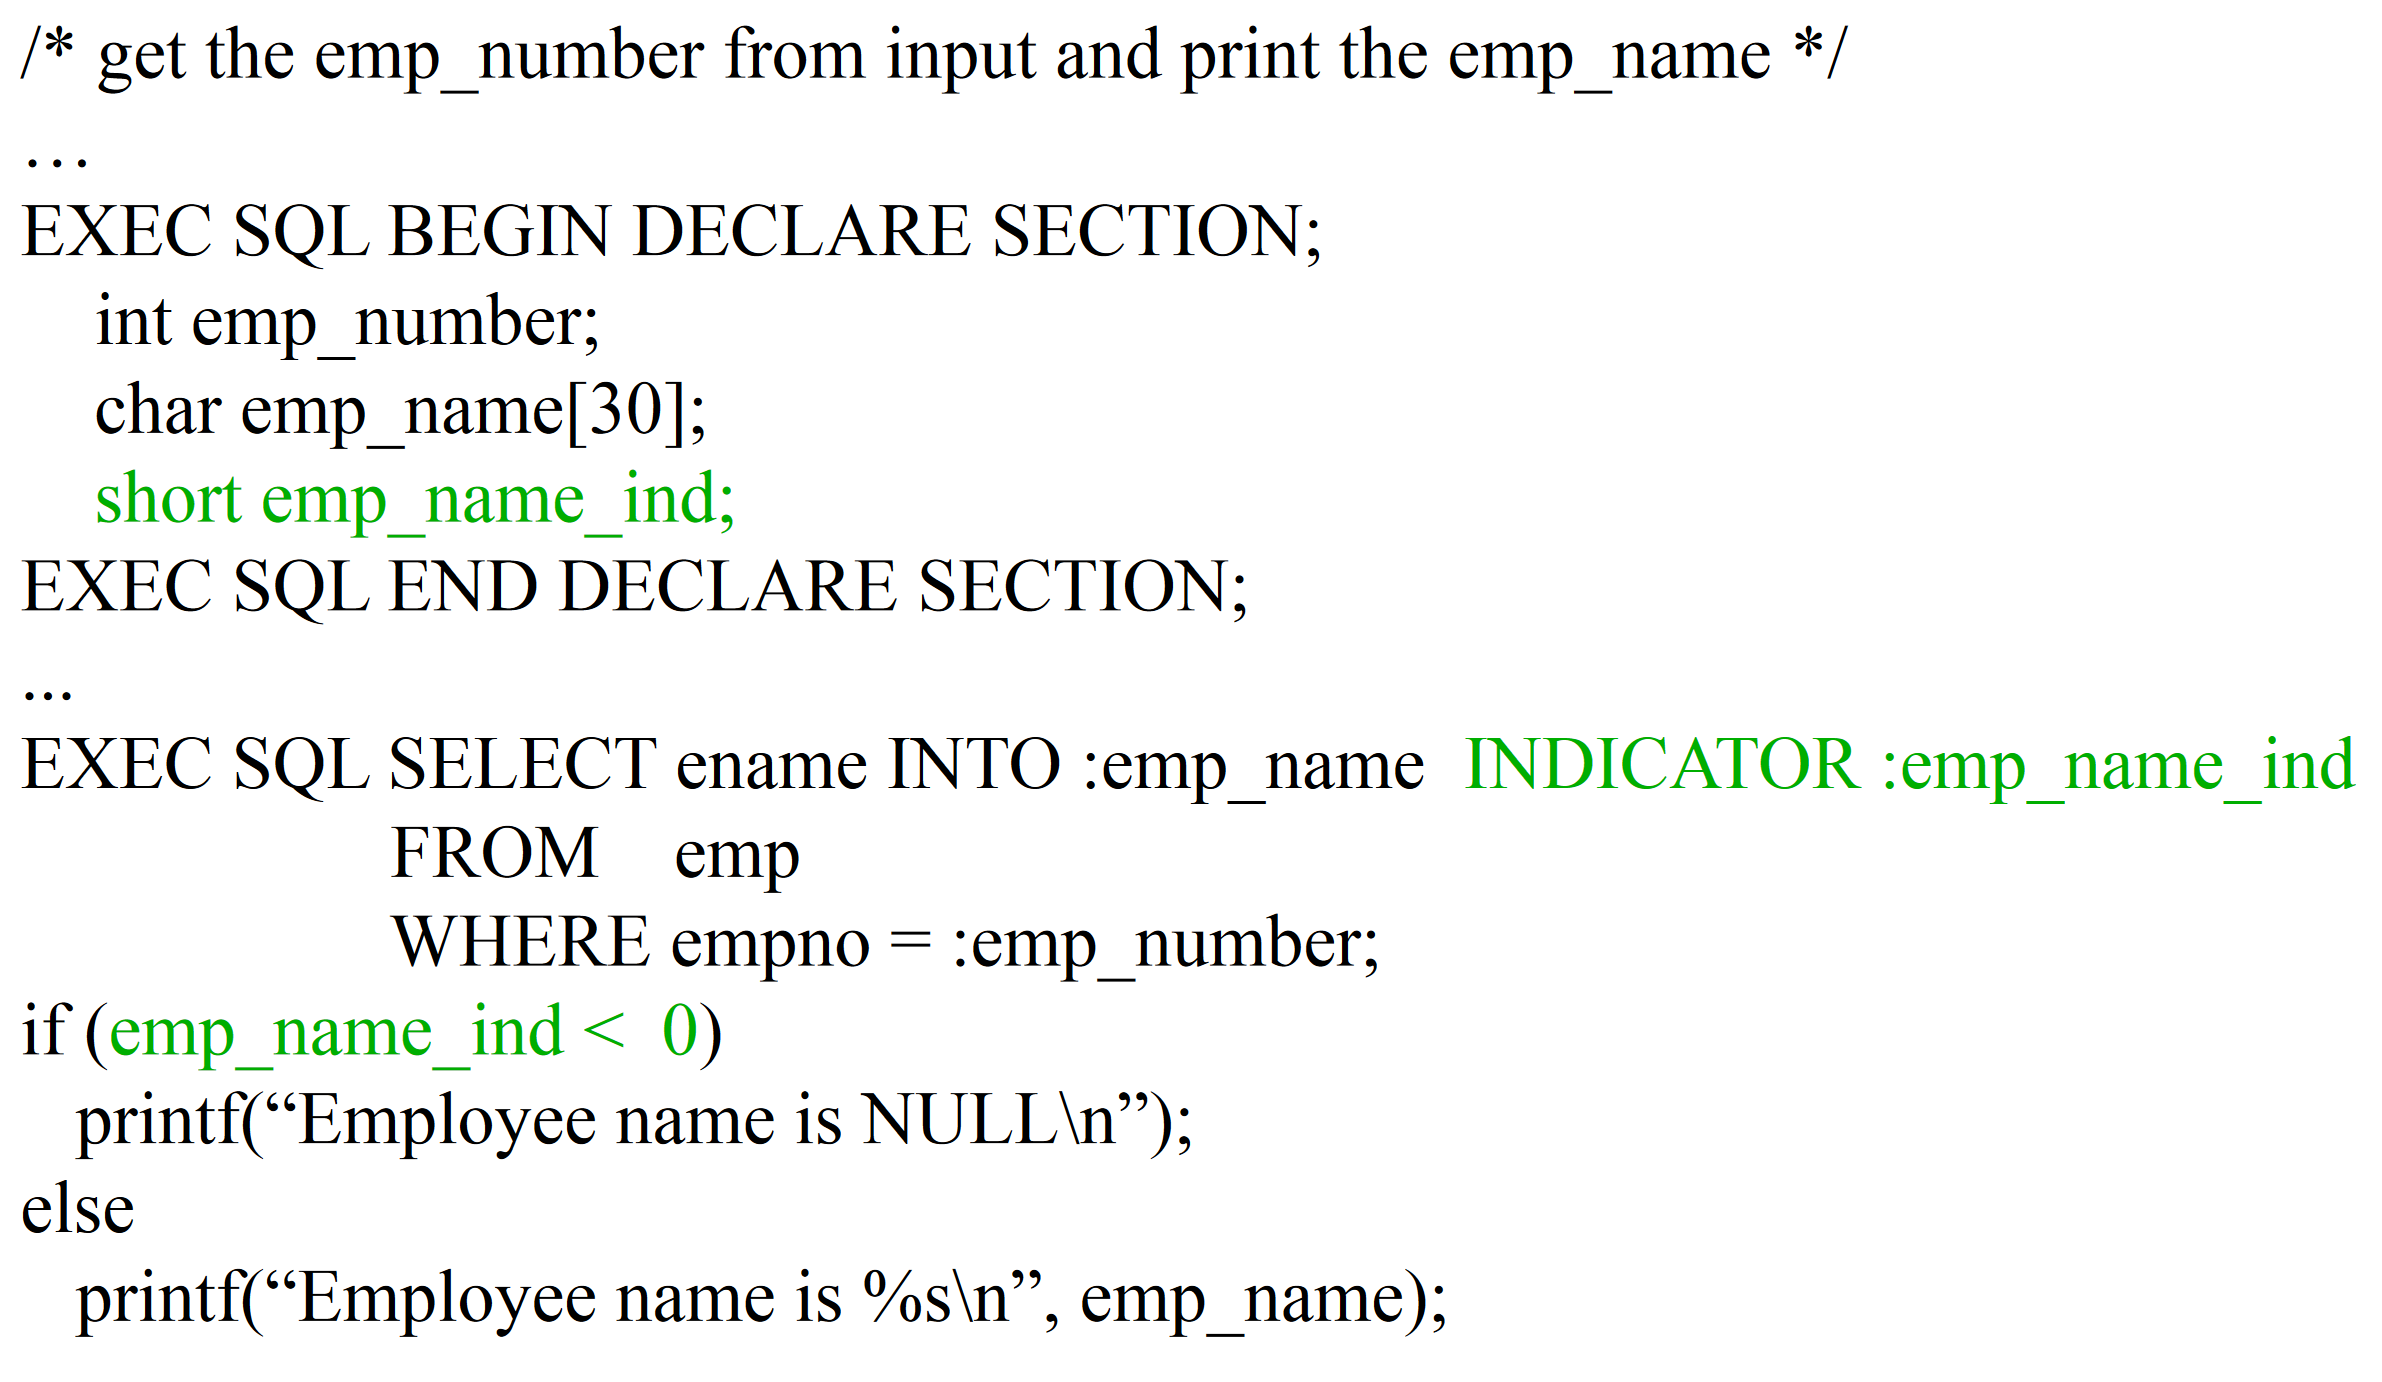 /* get the emp_number from input and print the emp_name */
…
EXEC SQL BEGIN DECLARE SECTION;
int emp_number;
char emp_name[30];
short emp_name_ind;
EXEC SQL END DECLARE SECTION;
...
EXEC SQL SELECT ename INTO :emp_name INDICATOR :emp_name_ind
FROM emp
WHERE empno = :emp_number;
if (emp_name_ind < 0)
printf(“Employee name is NULL\n”);
else
printf(“Employee name is %s\n”, emp_name);